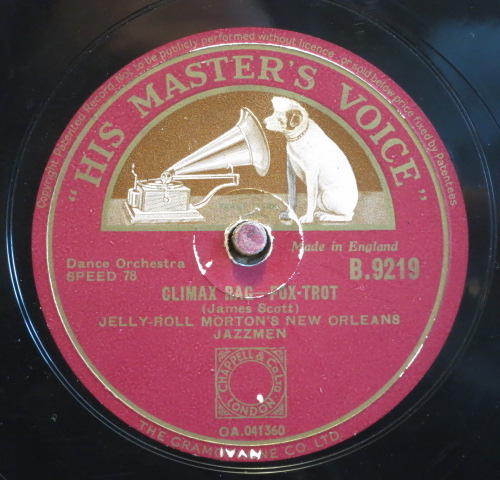 Copyright Patented Record. Not to be publicly performed without licence or sold below price fixed by Patentees
"HIS MASTER'S VOICE"
Made in England
Dance Orchestra
SPEED 78
B.9219
CLIMAX RAG FOX-TROT
(James Scott)
JELLY-ROLL MORTON'S NEW ORLEANS
JAZZMEN
CHAPPELL & Co LTD
LONDON
OA.041360
THE CO. LTD.
IVAN